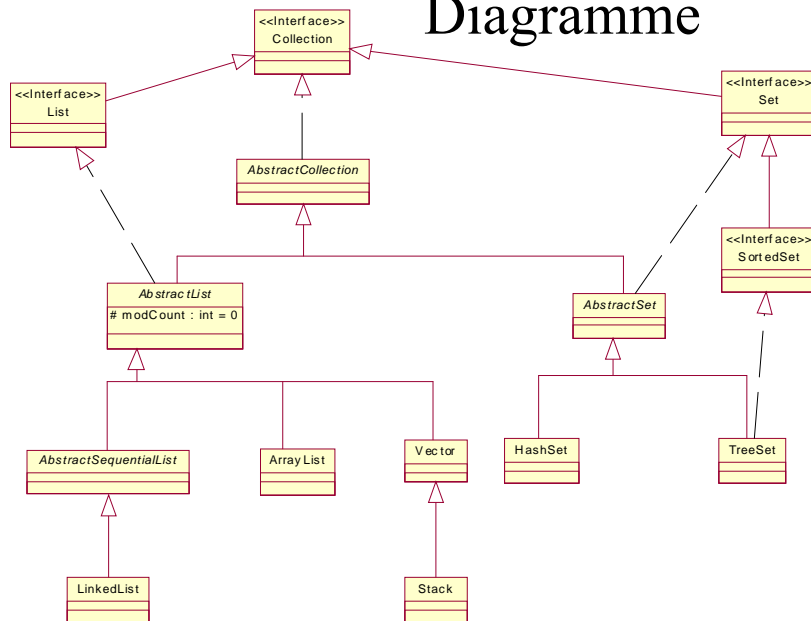 Diagramme
<<Interface>>
Collection
<<Interface>>
List
<<Interface>>
Set
AbstractCollection
<<Interface>>
SortedSet
AbstractList
# modCount : int = 0
AbstractSet
AbstractSequentialList
ArrayList
Vector
HashSet
TreeSet
LinkedList
Stack